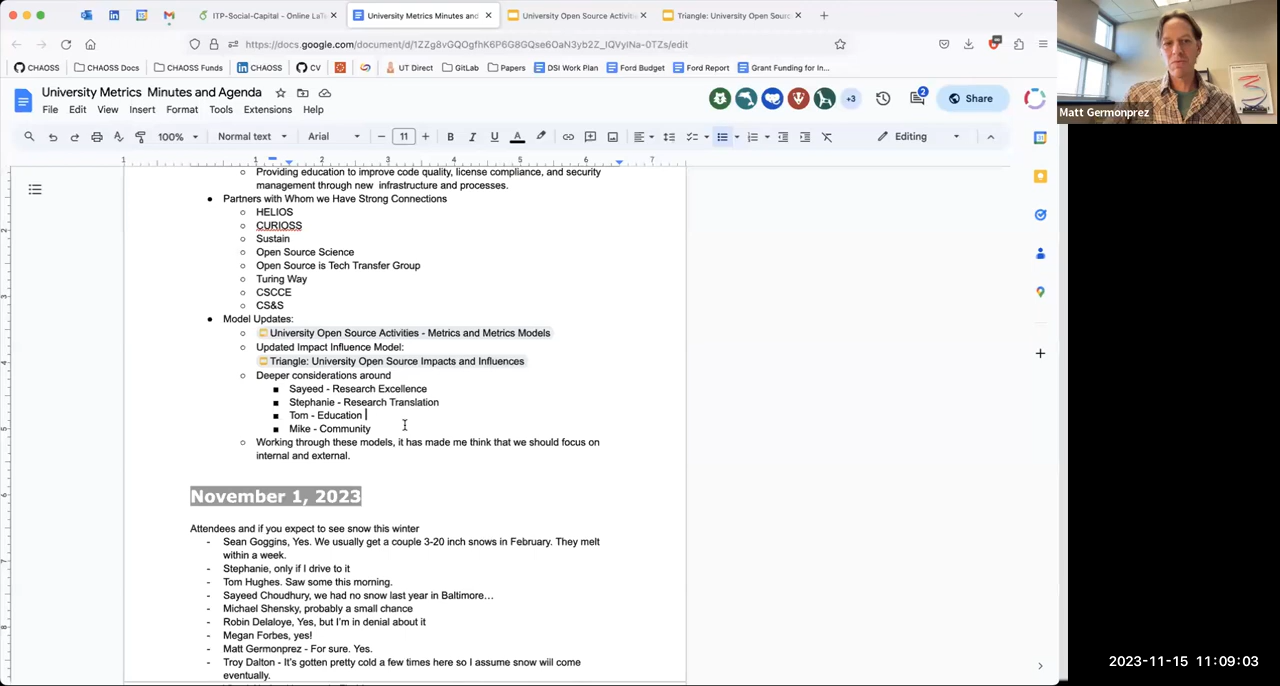 ITP-Social-Capital - Online LaTe
University Metrics Minutes and
University Open Source Activiti
Triangle: University Open Sourc
https://docs.google.com/document/d/1ZZg8vGQOgfhK6P6G8GQse6OaN3yb2Z_IQVyINa-0TZs/edit
CHAOSS
CHAOSS Docs
CHAOSS Funds
CHAOSS
CV
UT Direct
GitLab
Papers
DSI Work Plan
Ford Budget
Ford Report
Grant Funding for In...
University Metrics Minutes and Agenda
File Edit View Insert Format Tools Extensions Help
+3
2
Share
100%
Normal text
Arial
11
Editing
1 1 2 3 4 5 6 7
Providing education to improve code quality, license compliance, and security
management through new infrastructure and processes.
Partners with Whom we Have Strong Connections
HELIOS
CURIOSS
Sustain
Open Source Science
Open Source is Tech Transfer Group
Turing Way
CSCCE
CS&S
Model Updates:
University Open Source Activities - Metrics and Metrics Models
Updated Impact Influence Model:
Triangle: University Open Source Impacts and Influences
Deeper considerations around
Sayeed - Research Excellence
Stephanie - Research Translation
Tom - Education
Mike - Community
Working through these models, it has made me think that we should focus on
internal and external.
November 1, 2023
Attendees and if you expect to see snow this winter
- Sean Goggins, Yes. We usually get a couple 3-20 inch snows in February. They melt
within a week.
- Stephanie, only if I drive to it
- Tom Hughes. Saw some this morning.
- Sayeed Choudhury, we had no snow last year in Baltimore…
- Michael Shensky, probably a small chance
- Robin Delaloye, Yes, but I'm in denial about it
- Megan Forbes, yes!
- Matt Germonprez - For sure. Yes.
- Troy Dalton - It's gotten pretty cold a few times here so I assume snow will come
eventually.
Matt Germonprez
2023-11-15 11:09:03